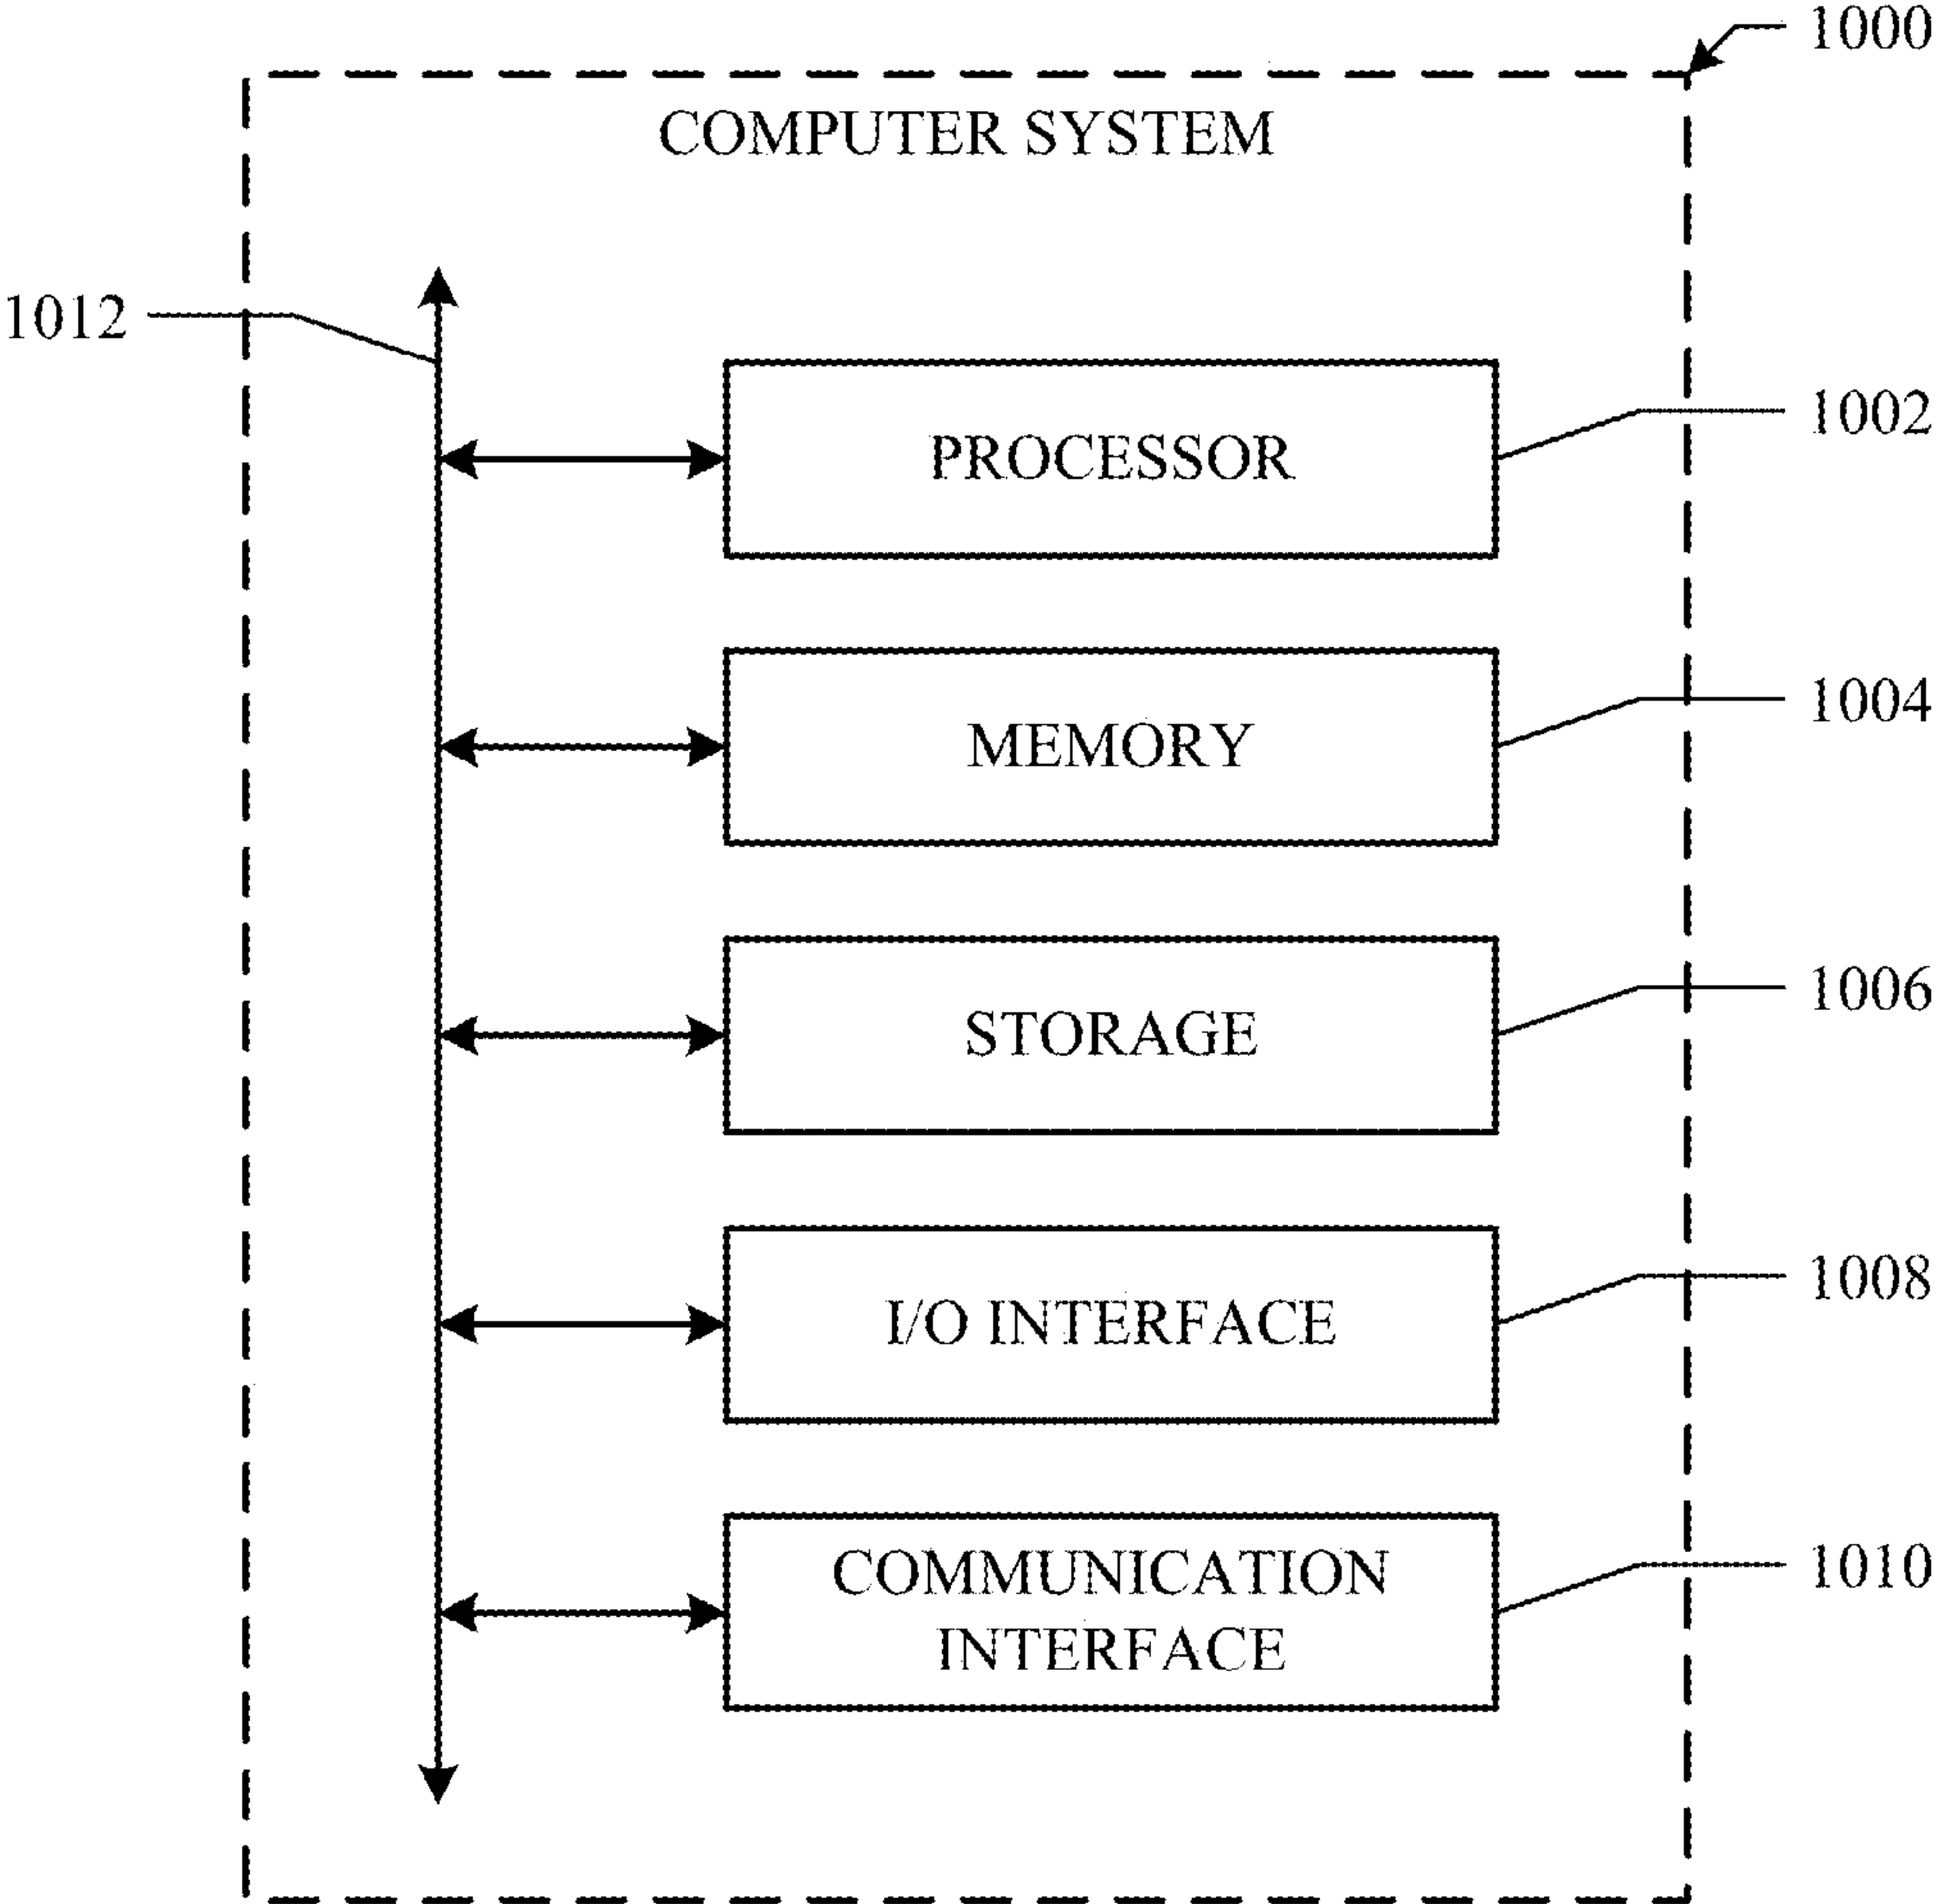 1000
COMPUTER SYSTEM
1012
1002
PROCESSOR
1004
MEMORY
1006
STORAGE
1008
I/O INTERFACE
1010
COMMUNICATION
INTERFACE